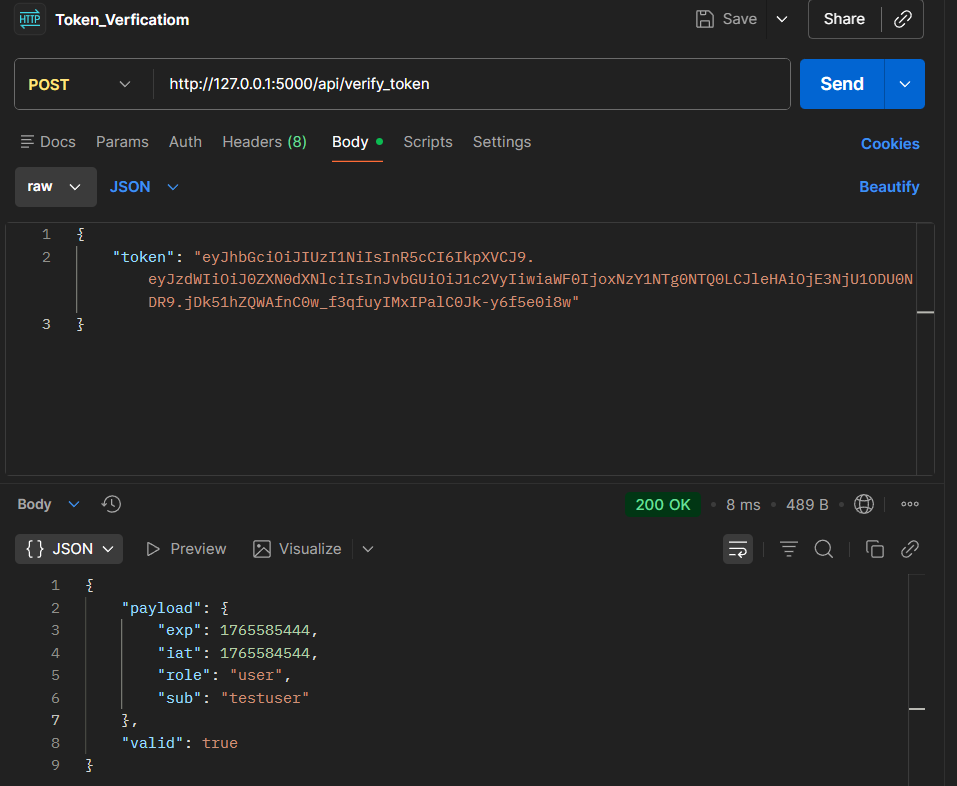 HTTP Token_Verficatiom Save Share
POST http://127.0.0.1:5000/api/verify_token Send
Docs Params Auth Headers (8) Body Scripts Settings Cookies
raw JSON Beautify
1 {
2 "token": "eyJhbGciOiJIUzI1NiIsInR5cCI6IkpXVCJ9.
eyJzdWIiOiJ0ZXN0dXNlciIsInJvbGUiOiJ1c2VyIiwiaWF0IjoxNzY1NTg0NTQ0LCJleHAiOjE3NjU1ODU0N
DR9.jDk51hZQWAfnC0w_f3qfuyIMxIPalC0Jk-y6f5e0i8w"
3 }
Body 200 OK 8 ms 489 B
{} JSON Preview Visualize
1 {
2 "payload": {
3 "exp": 1765585444,
4 "iat": 1765584544,
5 "role": "user",
6 "sub": "testuser"
7 },
8 "valid": true
9 }